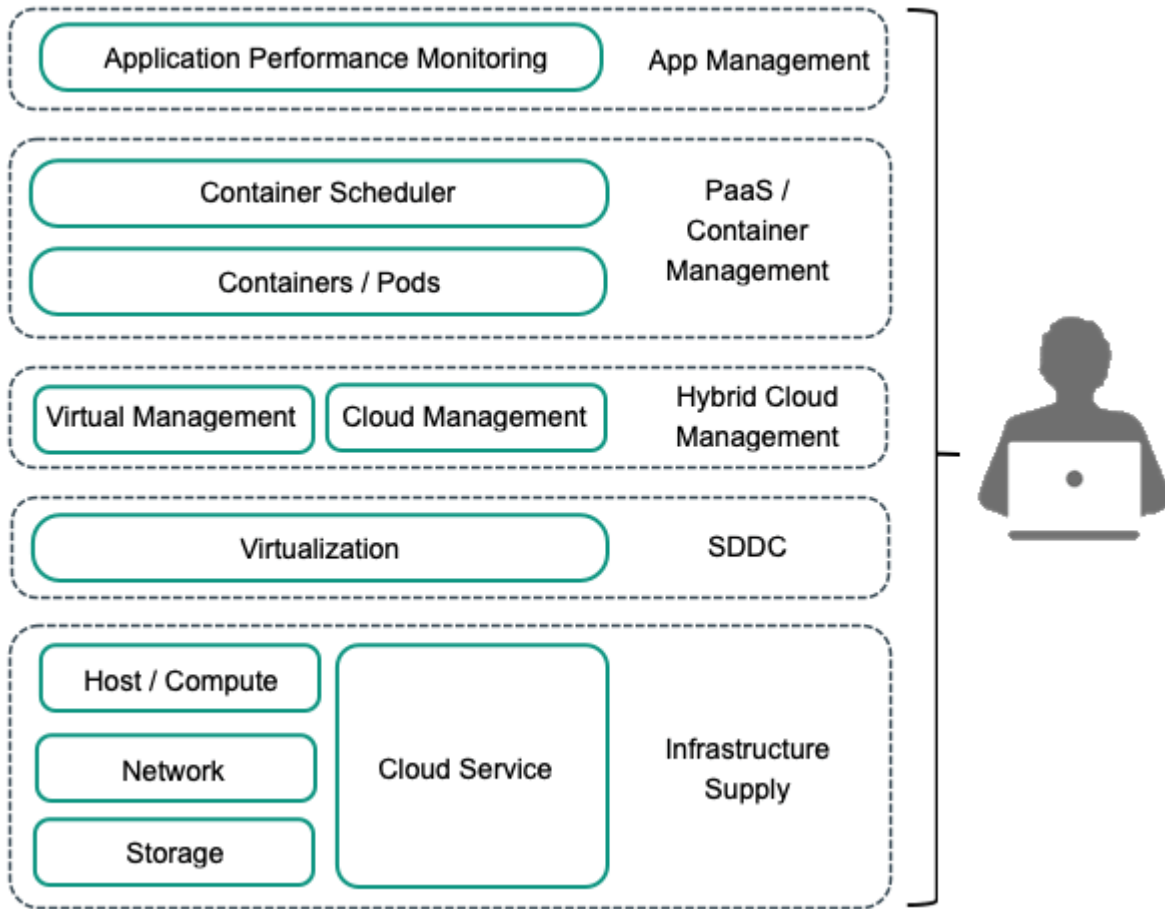 Application Performance Monitoring
App Management
Container Scheduler
Containers / Pods
PaaS /
Container
Management
Virtual Management
Cloud Management
Hybrid Cloud
Management
Virtualization
SDDC
Host / Compute
Network
Storage
Cloud Service
Infrastructure
Supply